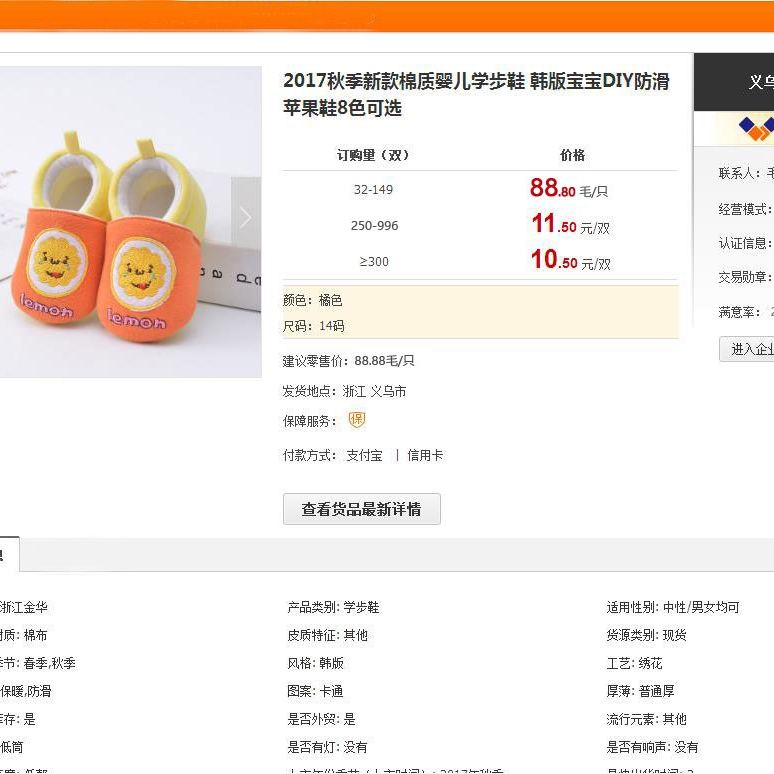 2017秋季新款棉质婴儿学步鞋 韩版宝宝DIY防滑
苹果鞋8色可选
订购量（双） 价格
32-149 88.80 毛/只
250-996 11.50 元/双
≥300 10.50 元/双
颜色：橘色
尺码：14码
建议零售价：88.88毛/只
发货地点：浙江 义乌市
保障服务： 保
付款方式： 支付宝 | 信用卡
查看货品最新详情
lemon lemon
义乌
联系人：毛
经营模式：
认证信息：
交易勋章：
满意率：
进入企业
浙江金华 产品类别: 学步鞋 适用性别: 中性/男女均可
质: 棉布 皮质特征: 其他 货源类别: 现货
节: 春季,秋季 风格: 韩版 工艺: 绣花
保暖,防滑 图案: 卡通 厚薄: 普通厚
存: 是 是否外贸: 是 流行元素: 其他
低筒 是否有灯: 没有 是否有响声: 没有